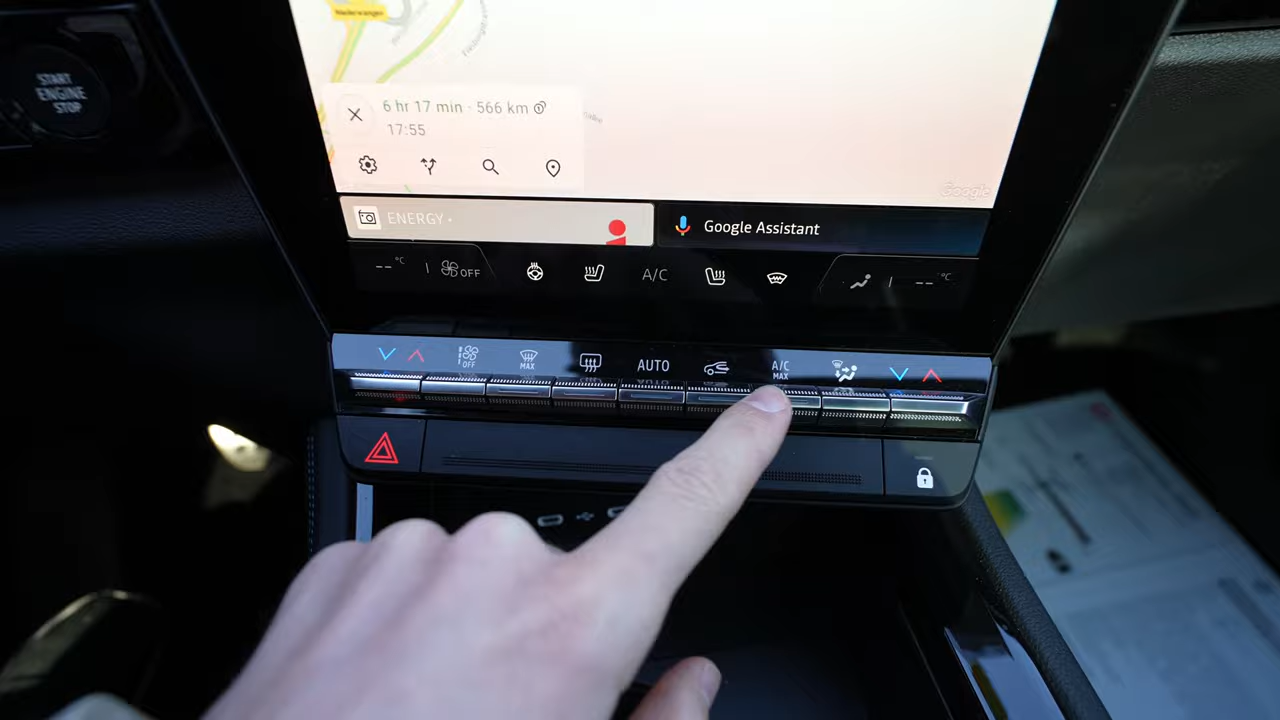 Niederwangen
START
ENGINE
STOP
6 hr 17 min · 566 km
17:55
Google
ENERGY •
Google Assistant
-- °C
OFF
A/C
-- °C
OFF
MAX
AUTO
A/C
MAX